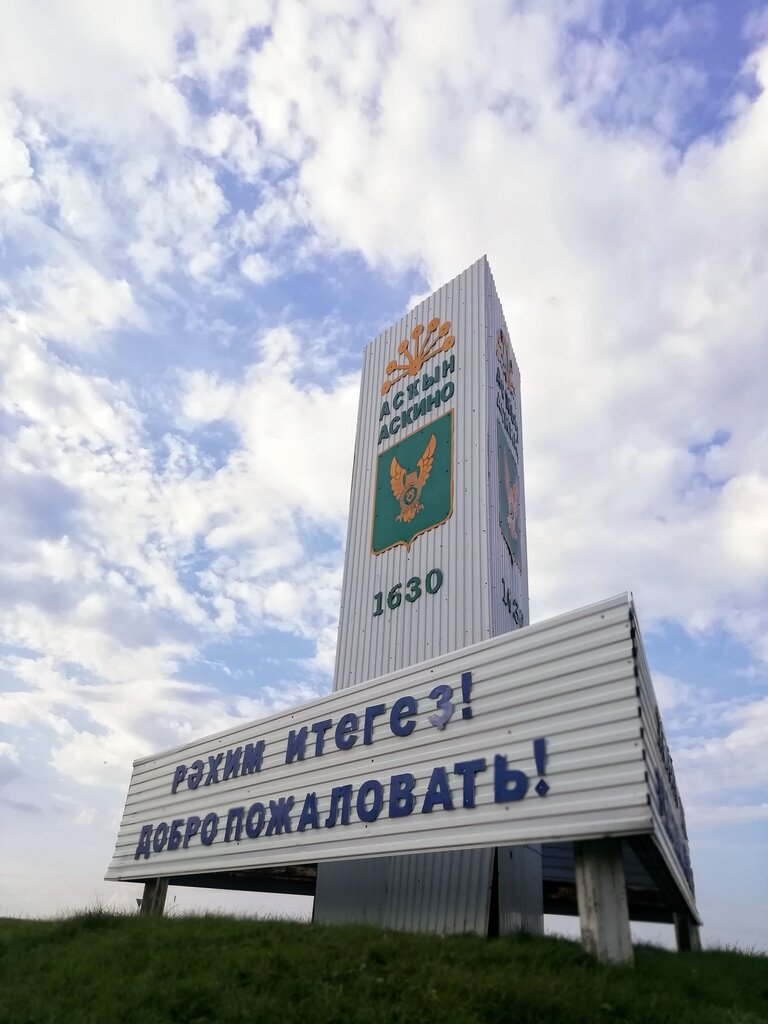 АСҠЫН
АСКИНО
1630
РӘХИМ ИТЕГЕҘ!
ДОБРО ПОЖАЛОВАТЬ!